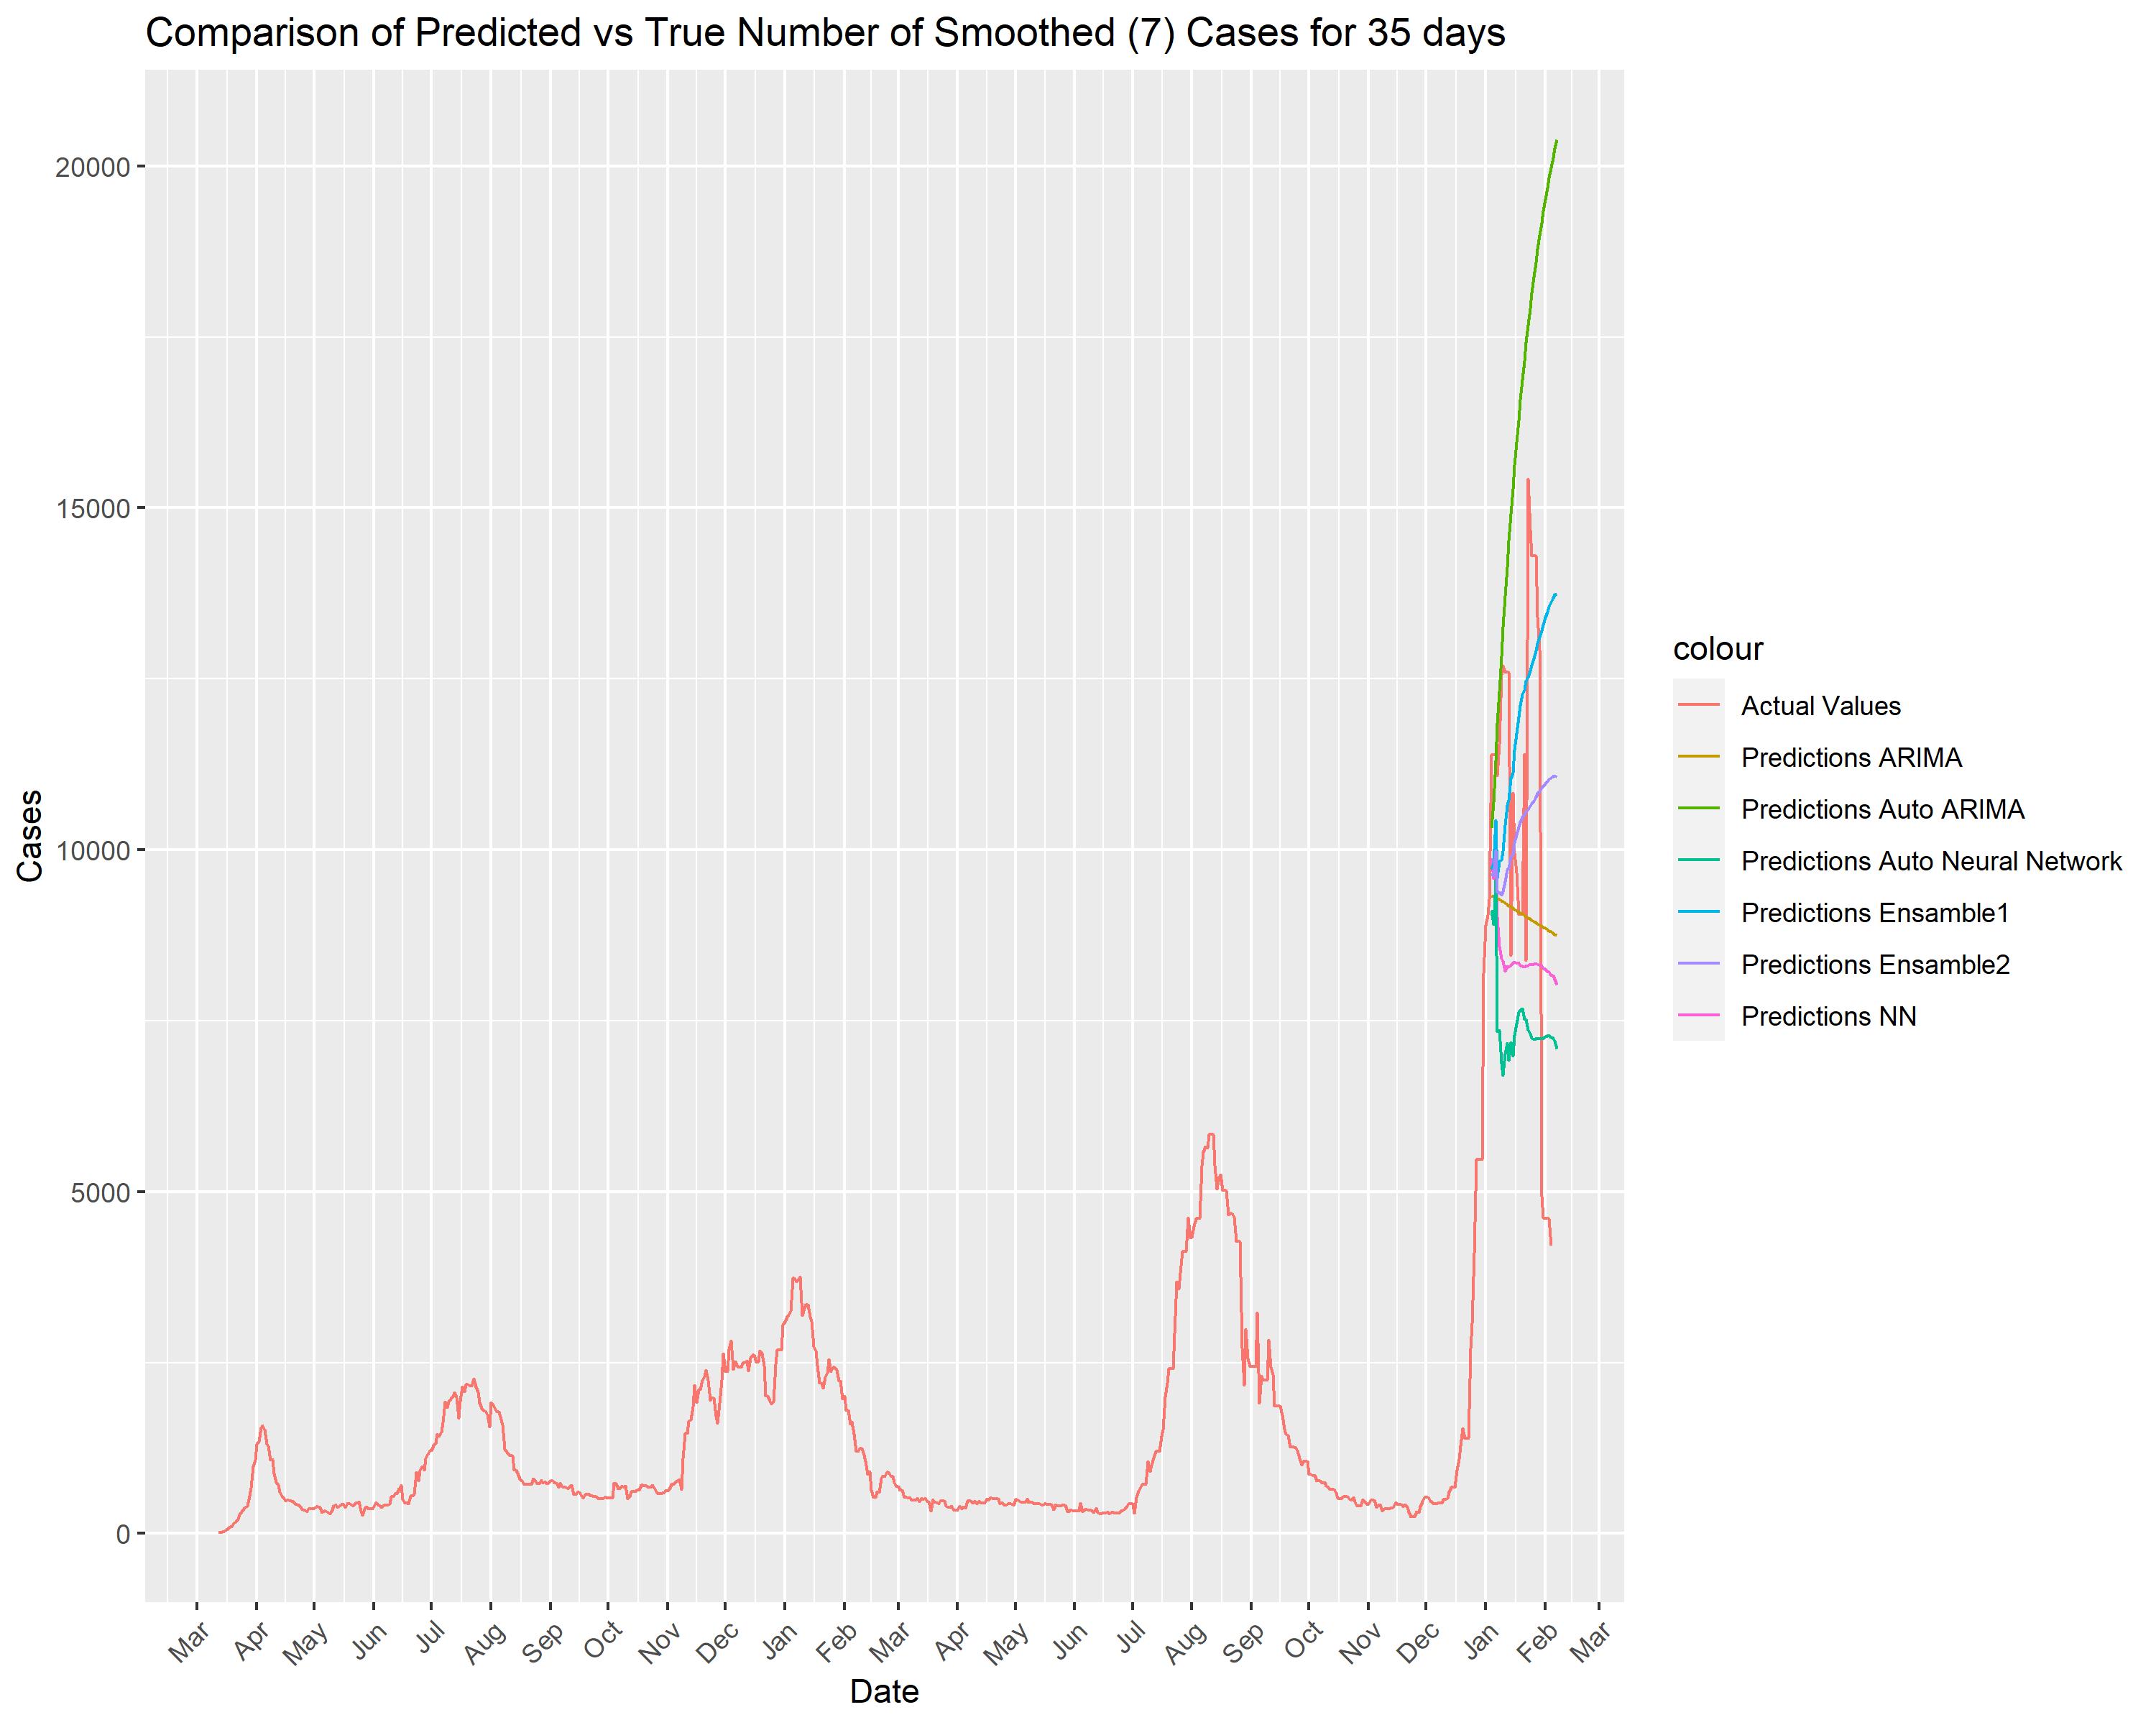 Comparison of Predicted vs True Number of Smoothed (7) Cases for 35 days
20000
15000
10000
5000
0
Cases
Mar Apr May Jun Jul Aug Sep Oct Nov Dec Jan Feb Mar Apr May Jun Jul Aug Sep Oct Nov Dec Jan Feb Mar
Date
colour
Actual Values
Predictions ARIMA
Predictions Auto ARIMA
Predictions Auto Neural Network
Predictions Ensamble1
Predictions Ensamble2
Predictions NN